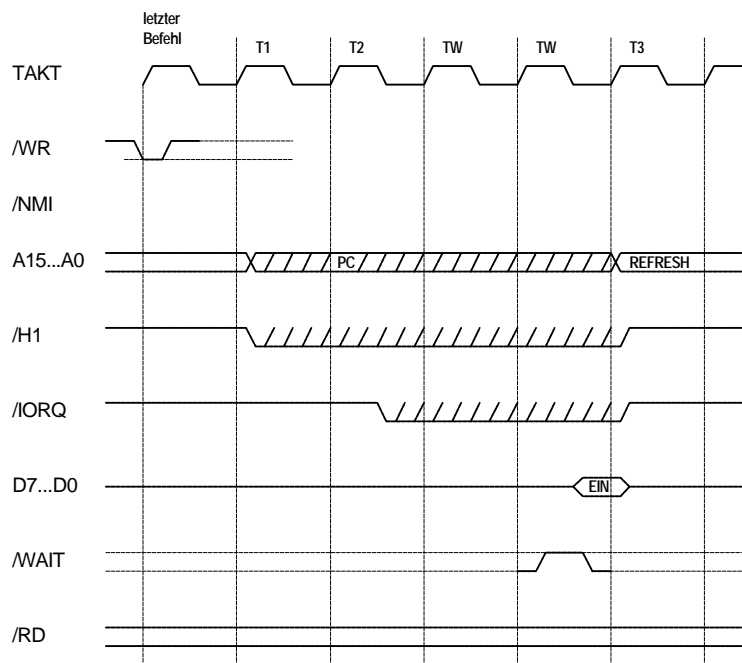 letzter
Befehl
T1 T2 TW TW T3
TAKT
/WR
/NMI
A15...A0 PC REFRESH
/H1
/IORQ
D7...D0 EIN
/WAIT
/RD